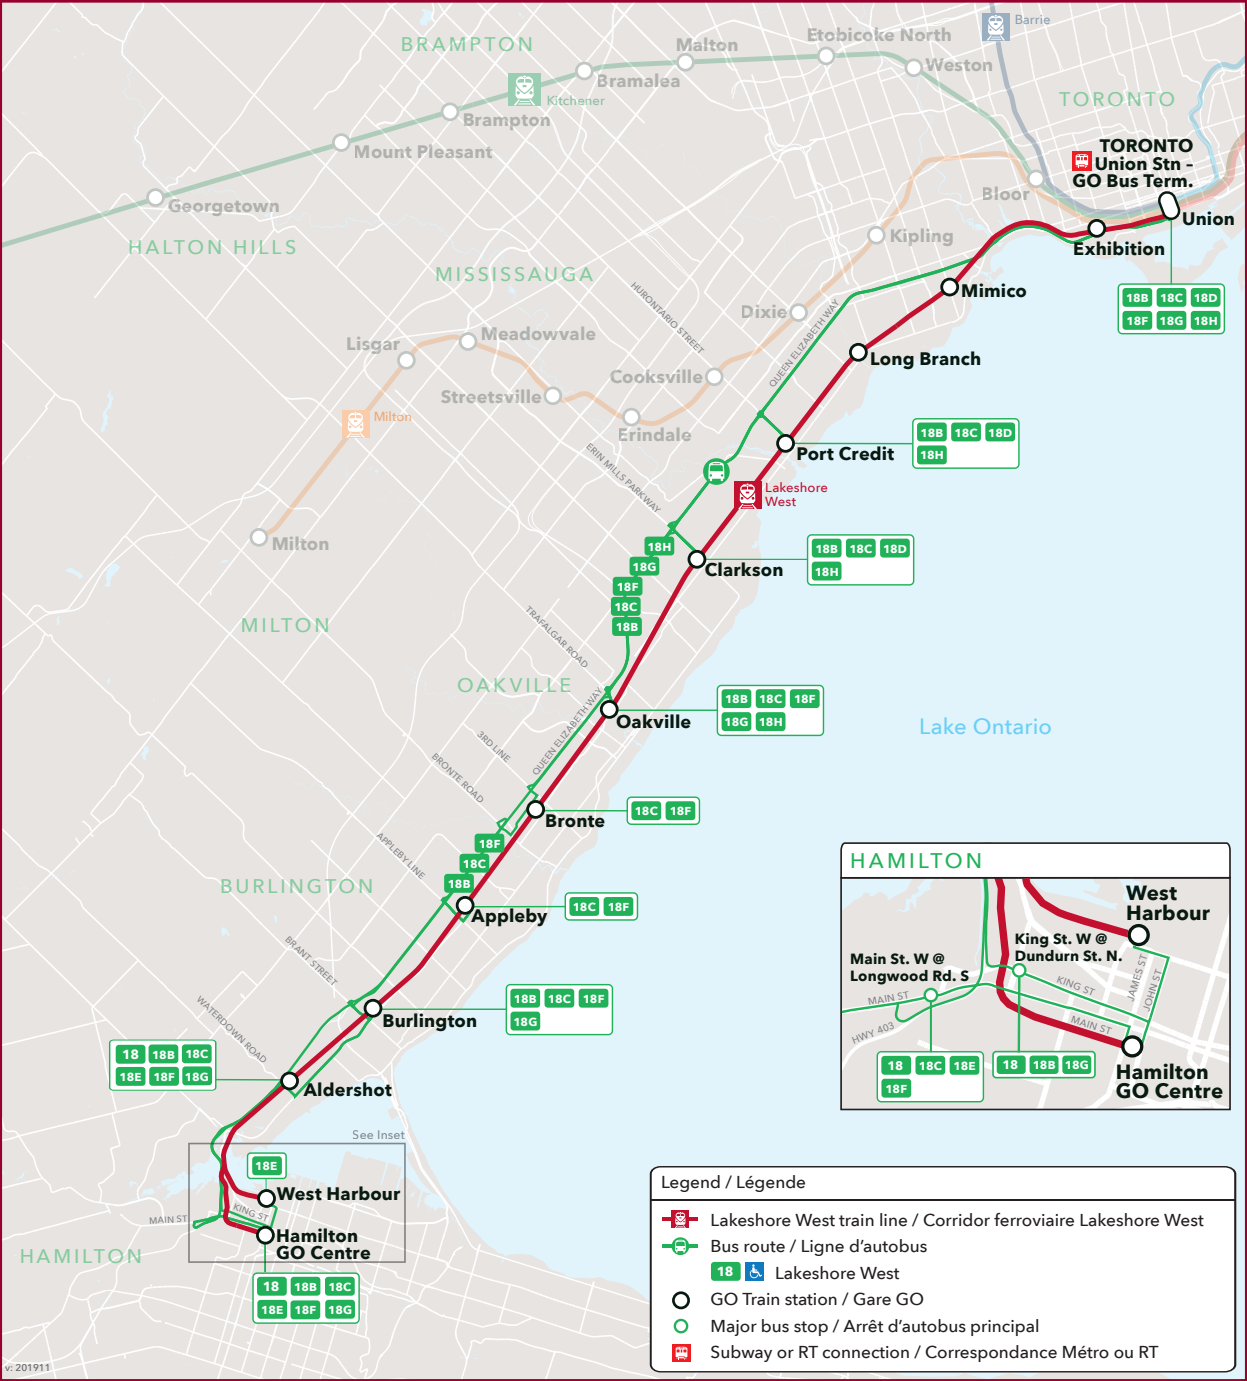 BRAMPTON
Malton
Etobicoke North
Barrie
Weston
Bramalea
Kitchener
TORONTO
Brampton
Mount Pleasant
TORONTO
Union Stn –
GO Bus Term.
Bloor
Georgetown
Union
HALTON HILLS
Kipling
Exhibition
MISSISSAUGA
HURONTARIO STREET
Mimico
18B 18C 18D
18F 18G 18H
Dixie
QUEEN ELIZABETH WAY
Meadowvale
Lisgar
Long Branch
Cooksville
Streetsville
Milton
Erindale
18B 18C 18D
18H
Port Credit
ERIN MILLS PARKWAY
Lakeshore
West
Milton
18H
18G
18F
18C
18B
Clarkson
18B 18C 18D
18H
MILTON
TRAFALGAR ROAD
OAKVILLE
QUEEN ELIZABETH WAY
Oakville
18B 18C 18F
18G 18H
Lake Ontario
3RD LINE
BRONTE ROAD
Bronte
18C 18F
APPLEBY LINE
18F
18C
18B
BURLINGTON
Appleby
18C 18F
BRANT STREET
WATERDOWN ROAD
Burlington
18B 18C 18F
18G
18 18B 18C
18E 18F 18G
Aldershot
See Inset
18E
West Harbour
MAIN ST
KING ST
Hamilton
GO Centre
HAMILTON
18 18B 18C
18E 18F 18G
HAMILTON
West
Harbour
King St. W @
Dundurn St. N.
Main St. W @
Longwood Rd. S
MAIN ST
KING ST
JAMES ST
JOHN ST
HWY 403
MAIN ST
18 18C 18E
18F
18 18B 18G
Hamilton
GO Centre
Legend / Légende
Lakeshore West train line / Corridor ferroviaire Lakeshore West
Bus route / Ligne d'autobus
18 Lakeshore West
GO Train station / Gare GO
Major bus stop / Arrêt d'autobus principal
Subway or RT connection / Correspondance Métro ou RT
v: 201911